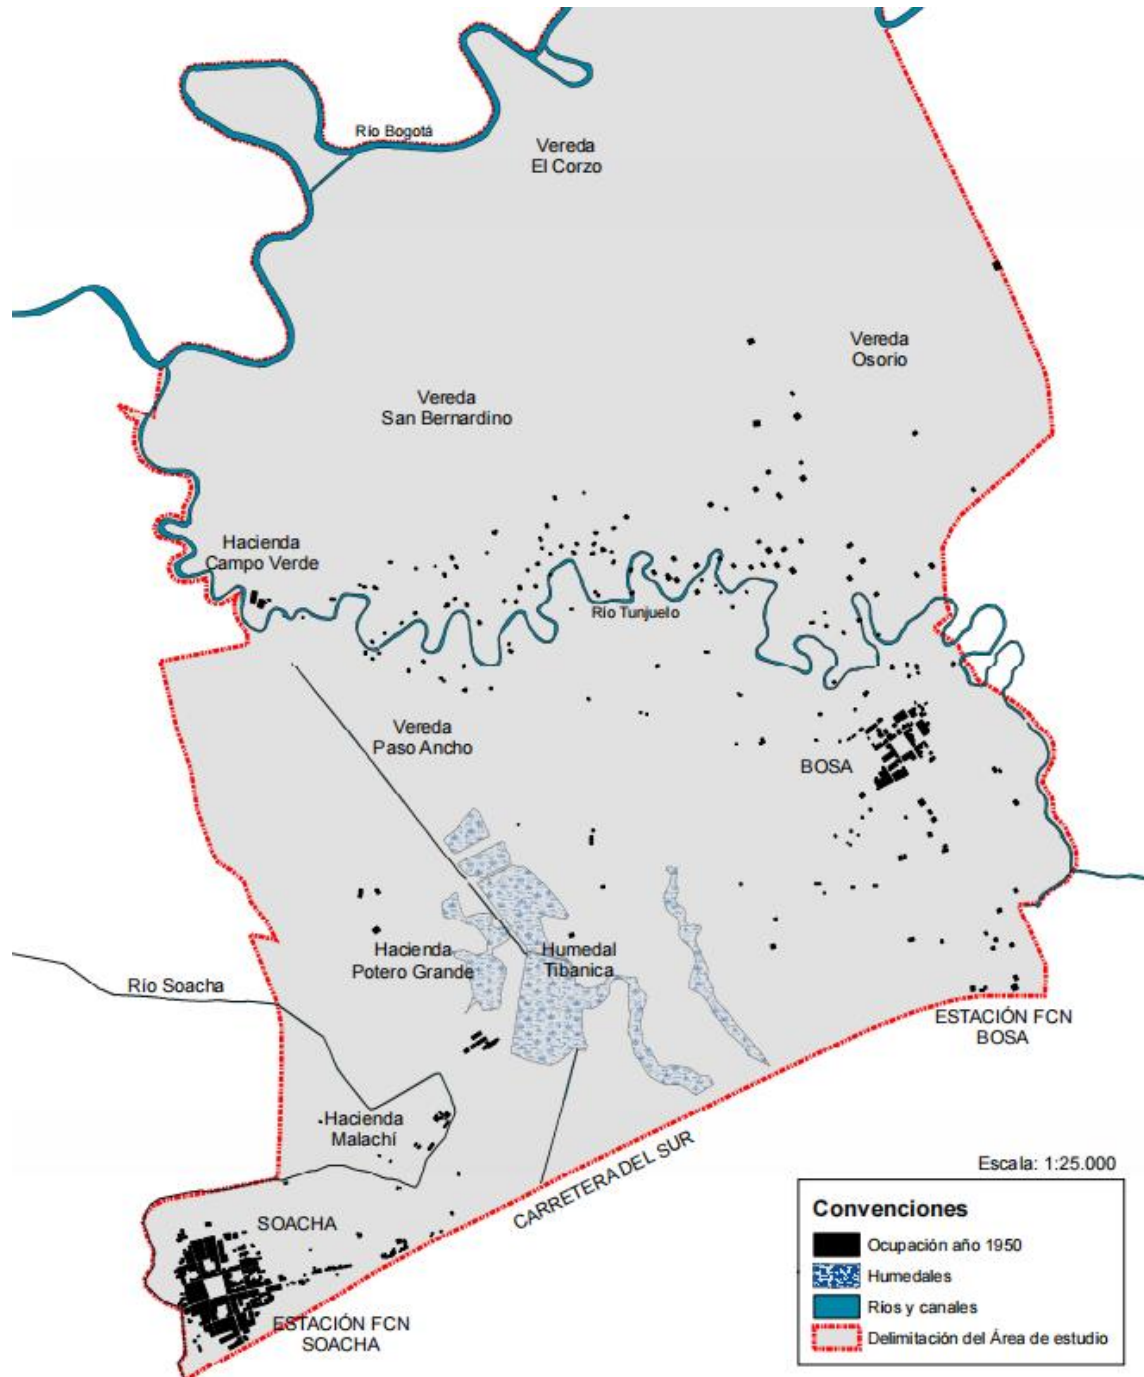 Río Bogotá
Vereda
El Corzo
Vereda
Osorio
Vereda
San Bernardino
Hacienda
Campo Verde
Río Tunjuelo
Vereda
Paso Ancho
BOSA
Hacienda
Potero Grande
Humedal
Tibanica
Río Soacha
ESTACIÓN FCN
BOSA
Hacienda
Malachí
CARRETERA DEL SUR
SOACHA
ESTACIÓN FCN
SOACHA
Escala: 1:25.000
Convenciones
Ocupación año 1950
Humedales
Ríos y canales
Delimitación del Área de estudio